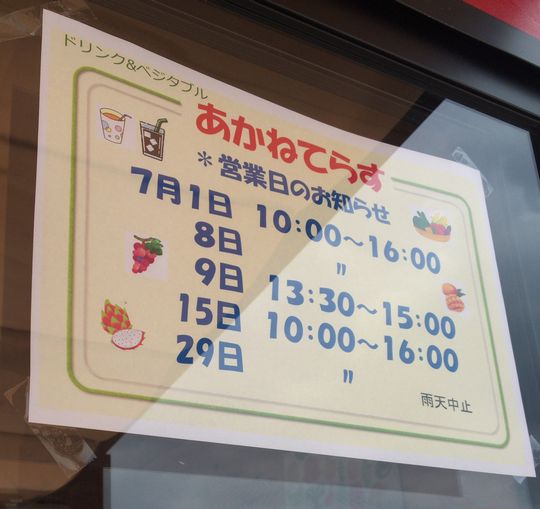 ドリンク&ベジタブル
あかねてらす
＊営業日のお知らせ
7月1日 10:00～16:00
8日 〃
9日 13:30～15:00
15日 10:00～16:00
29日 〃
雨天中止